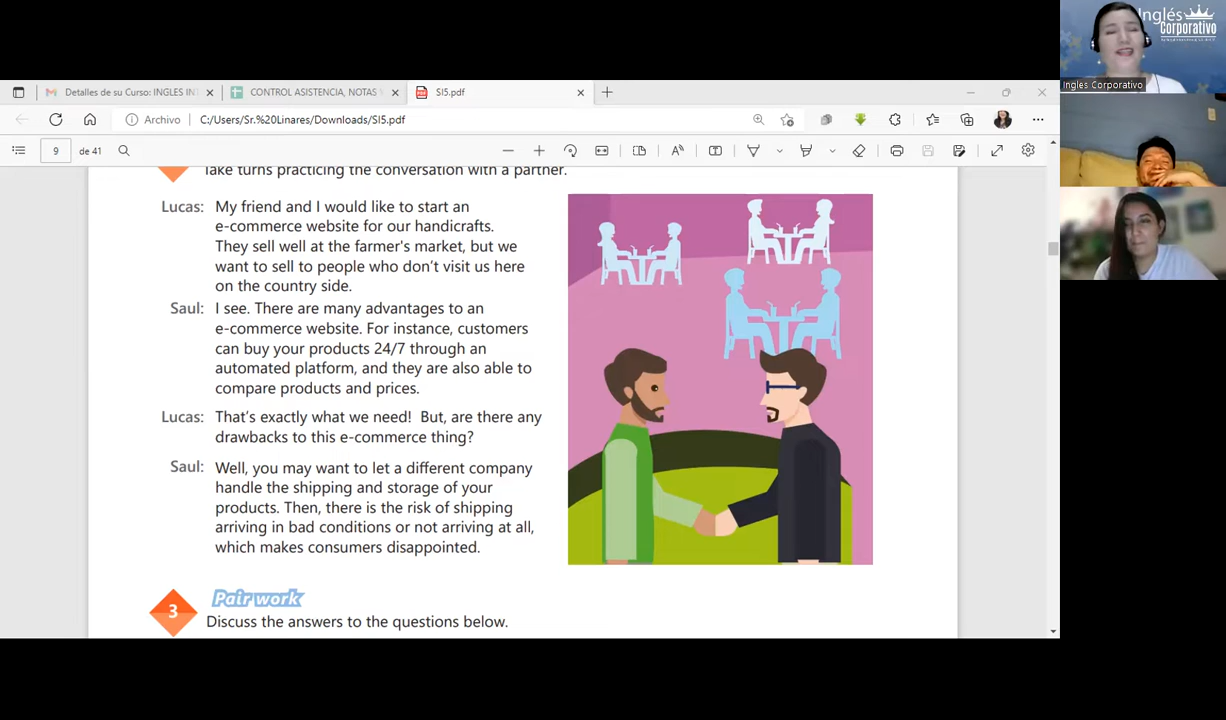 Inglés
Corporativo
Ingles Corporativo
Detalles de su Curso: INGLES IN
CONTROL ASISTENCIA, NOTAS
SI5.pdf
Archivo
C:/Users/Sr.%20Linares/Downloads/SI5.pdf
9
de 41
Take turns practicing the conversation with a partner.
Lucas: My friend and I would like to start an
e-commerce website for our handicrafts.
They sell well at the farmer's market, but we
want to sell to people who don't visit us here
on the country side.
Saul: I see. There are many advantages to an
e-commerce website. For instance, customers
can buy your products 24/7 through an
automated platform, and they are also able to
compare products and prices.
Lucas: That's exactly what we need! But, are there any
drawbacks to this e-commerce thing?
Saul: Well, you may want to let a different company
handle the shipping and storage of your
products. Then, there is the risk of shipping
arriving in bad conditions or not arriving at all,
which makes consumers disappointed.
3
Pair work
Discuss the answers to the questions below.